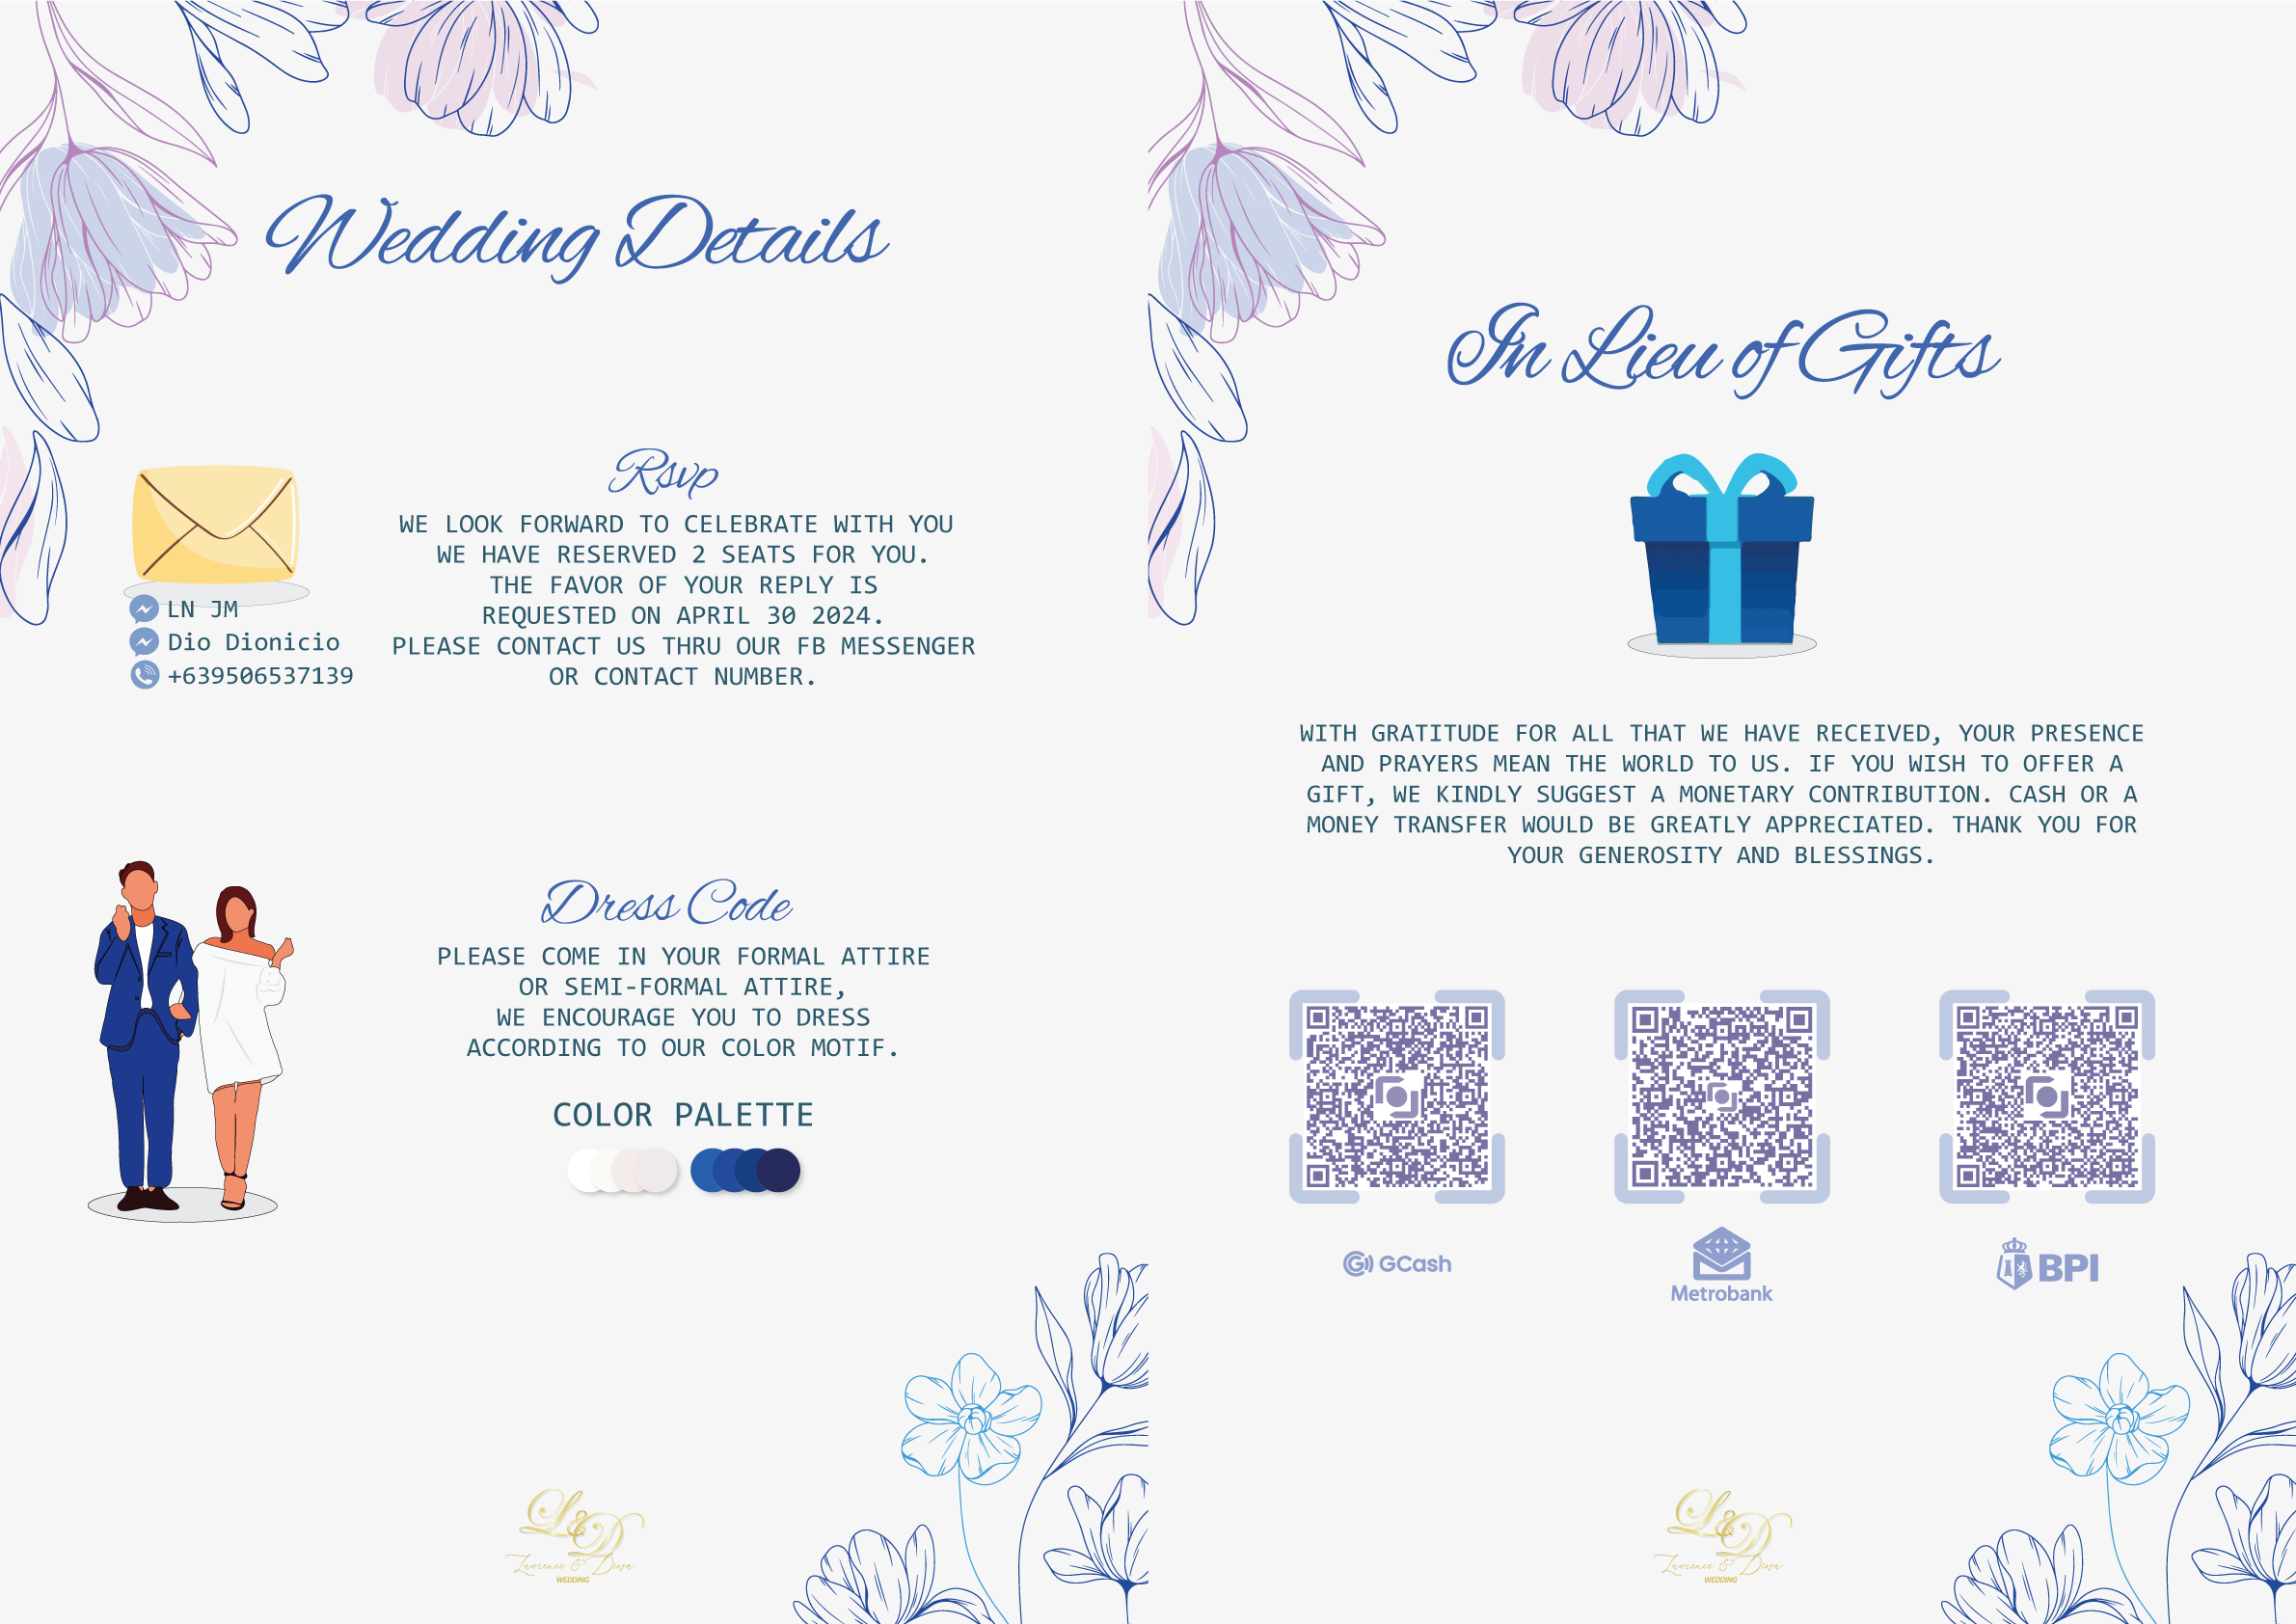 Wedding Details
Rsvp
WE LOOK FORWARD TO CELEBRATE WITH YOU
WE HAVE RESERVED 2 SEATS FOR YOU.
THE FAVOR OF YOUR REPLY IS
REQUESTED ON APRIL 30 2024.
PLEASE CONTACT US THRU OUR FB MESSENGER
OR CONTACT NUMBER.
LN JM
Dio Dionicio
+639506537139
Dress Code
PLEASE COME IN YOUR FORMAL ATTIRE
OR SEMI-FORMAL ATTIRE,
WE ENCOURAGE YOU TO DRESS
ACCORDING TO OUR COLOR MOTIF.
COLOR PALETTE
L&D
Lawrence & Diosa
WEDDING
In Lieu of Gifts
WITH GRATITUDE FOR ALL THAT WE HAVE RECEIVED, YOUR PRESENCE
AND PRAYERS MEAN THE WORLD TO US. IF YOU WISH TO OFFER A
GIFT, WE KINDLY SUGGEST A MONETARY CONTRIBUTION. CASH OR A
MONEY TRANSFER WOULD BE GREATLY APPRECIATED. THANK YOU FOR
YOUR GENEROSITY AND BLESSINGS.
GCash
Metrobank
BPI
L&D
Lawrence & Diosa
WEDDING